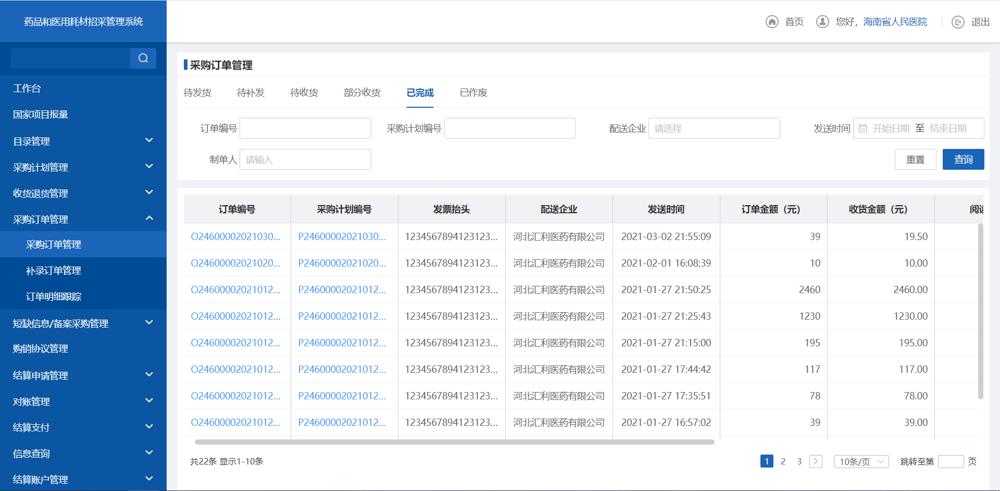 药品和医用耗材招采管理系统
首页
您好，海南省人民医院
退出
工作台
国家项目报量
目录管理
采购计划管理
收货退货管理
采购订单管理
采购订单管理
补录订单管理
订单明细跟踪
短缺信息/备案采购管理
购销协议管理
结算申请管理
对账管理
结算支付
信息查询
结算账户管理
采购订单管理
待发货 待补发 待收货 部分收货 已完成 已作废
订单编号 采购计划编号 配送企业 请选择 发送时间 开始日期 至 结束日期
制单人 请输入 重置 查询
订单编号 采购计划编号 发票抬头 配送企业 发送时间 订单金额（元） 收货金额（元） 阅读
O24600002021030... P24600002021030... 1234567894123123... 河北汇利医药有限公司 2021-03-02 21:55:09 39 19.50
O24600002021020... P24600002021020... 1234567894123123... 河北汇利医药有限公司 2021-02-01 16:08:39 10 10.00
O24600002021012... P24600002021012... 1234567894123123... 河北汇利医药有限公司 2021-01-27 21:50:25 2460 2460.00
O24600002021012... P24600002021012... 1234567894123123... 河北汇利医药有限公司 2021-01-27 21:25:43 1230 1230.00
O24600002021012... P24600002021012... 1234567894123123... 河北汇利医药有限公司 2021-01-27 21:15:00 195 195.00
O24600002021012... P24600002021012... 1234567894123123... 河北汇利医药有限公司 2021-01-27 17:44:42 117 117.00
O24600002021012... P24600002021012... 1234567894123123... 河北汇利医药有限公司 2021-01-27 17:35:51 78 78.00
O24600002021012... P24600002021012... 1234567894123123... 河北汇利医药有限公司 2021-01-27 16:57:02 39 39.00
共22条 显示1-10条 1 2 3 10条/页 跳转至第 页